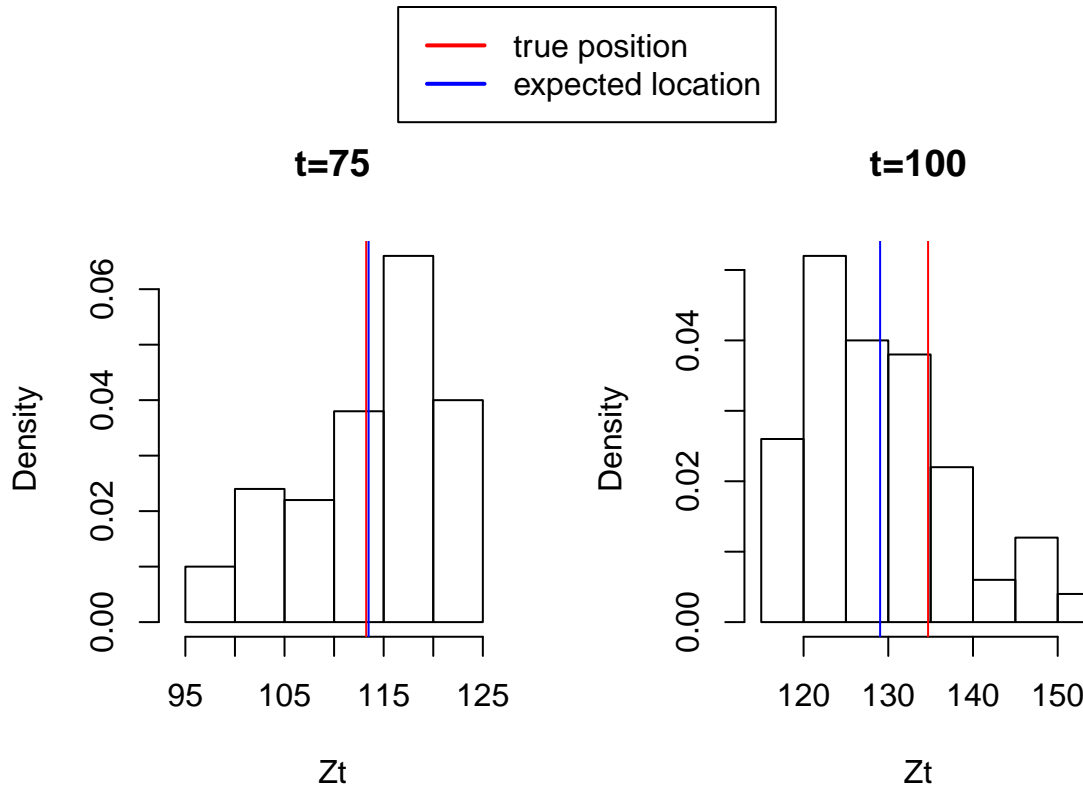 true position
expected location
t=75
Density
0.00
0.02
0.04
0.06
95
105
115
125
Zt
t=100
Density
0.00
0.02
0.04
120
130
140
150
Zt